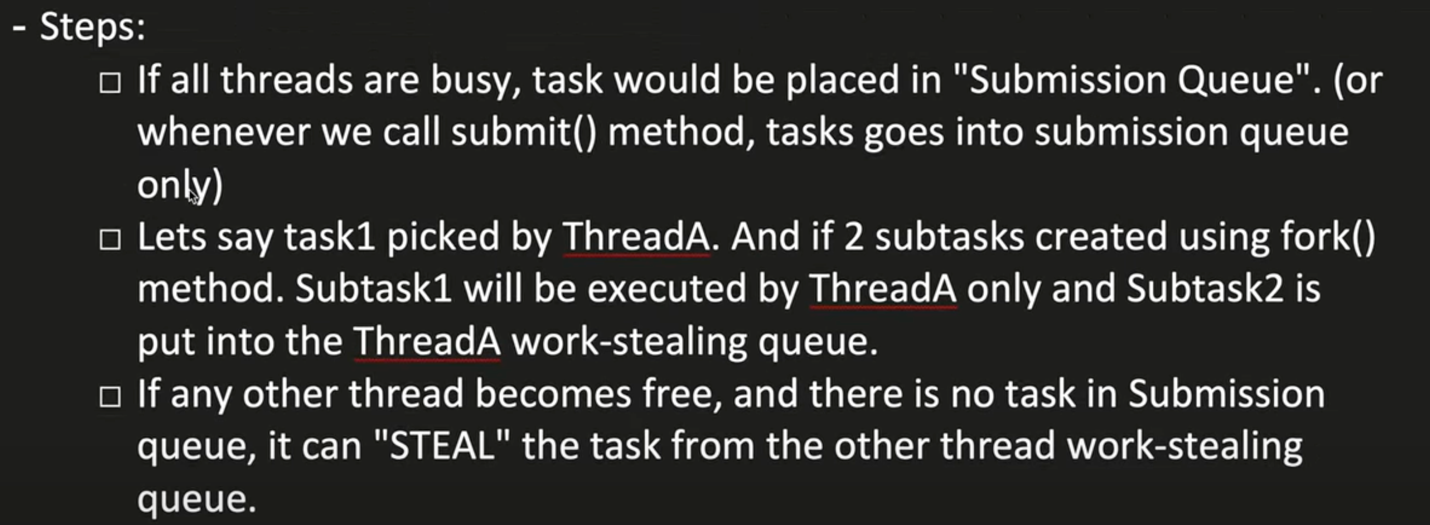 - Steps:
□ If all threads are busy, task would be placed in "Submission Queue". (or
whenever we call submit() method, tasks goes into submission queue
only)
□ Lets say task1 picked by ThreadA. And if 2 subtasks created using fork()
method. Subtask1 will be executed by ThreadA only and Subtask2 is
put into the ThreadA work-stealing queue.
□ If any other thread becomes free, and there is no task in Submission
queue, it can "STEAL" the task from the other thread work-stealing
queue.